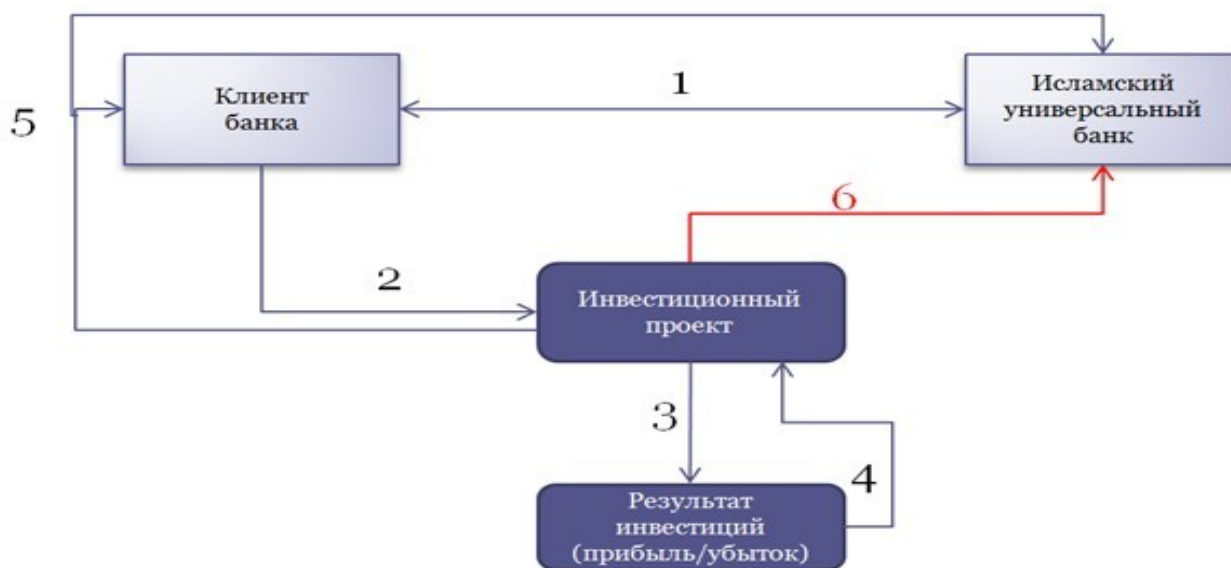 1
Клиент
банка
Исламский
универсальный
банк
5
6
2
Инвестиционный
проект
3
4
Результат
инвестиций
(прибыль/убыток)